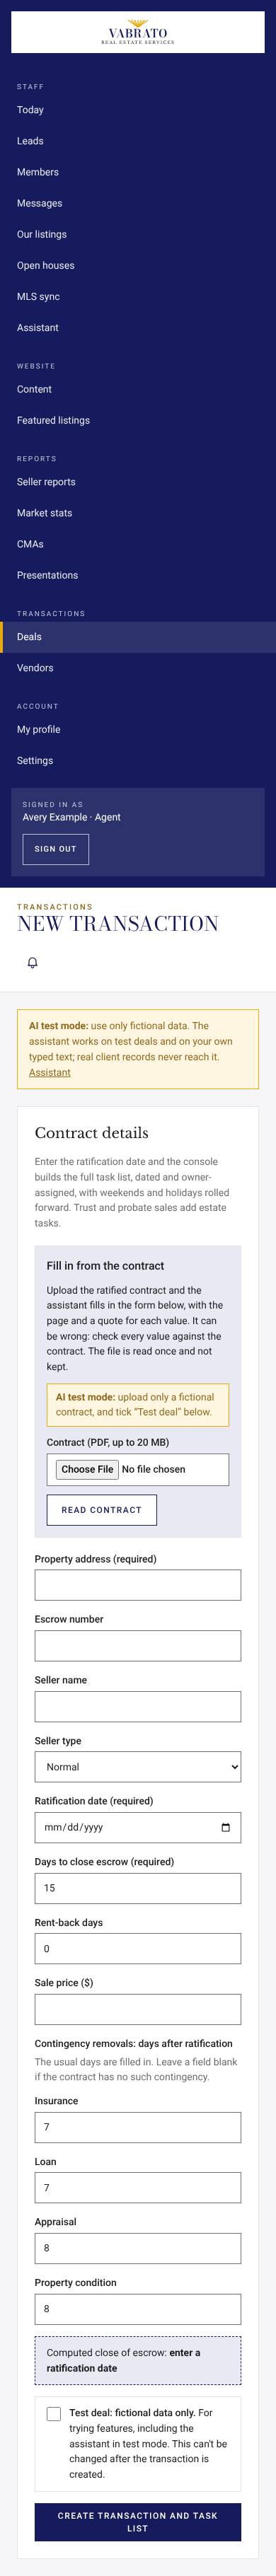 VABRATO
REAL ESTATE SERVICES
STAFF
Today
Leads
Members
Messages
Our listings
Open houses
MLS sync
Assistant
WEBSITE
Content
Featured listings
REPORTS
Seller reports
Market stats
CMAs
Presentations
TRANSACTIONS
Deals
Vendors
ACCOUNT
My profile
Settings
SIGNED IN AS
Avery Example · Agent
SIGN OUT
TRANSACTIONS
NEW TRANSACTION
AI test mode: use only fictional data. The
assistant works on test deals and on your own
typed text; real client records never reach it.
Assistant
Contract details
Enter the ratification date and the console
builds the full task list, dated and owner-
assigned, with weekends and holidays rolled
forward. Trust and probate sales add estate
tasks.
Fill in from the contract
Upload the ratified contract and the
assistant fills in the form below, with the
page and a quote for each value. It can
be wrong: check every value against the
contract. The file is read once and not
kept.
AI test mode: upload only a fictional
contract, and tick “Test deal” below.
Contract (PDF, up to 20 MB)
Choose File No file chosen
READ CONTRACT
Property address (required)
Escrow number
Seller name
Seller type
Normal
Ratification date (required)
mm/dd/yyyy
Days to close escrow (required)
15
Rent-back days
0
Sale price ($)
Contingency removals: days after ratification
The usual days are filled in. Leave a field blank
if the contract has no such contingency.
Insurance
7
Loan
7
Appraisal
8
Property condition
8
Computed close of escrow: enter a
ratification date
Test deal: fictional data only. For
trying features, including the
assistant in test mode. This can't be
changed after the transaction is
created.
CREATE TRANSACTION AND TASK
LIST